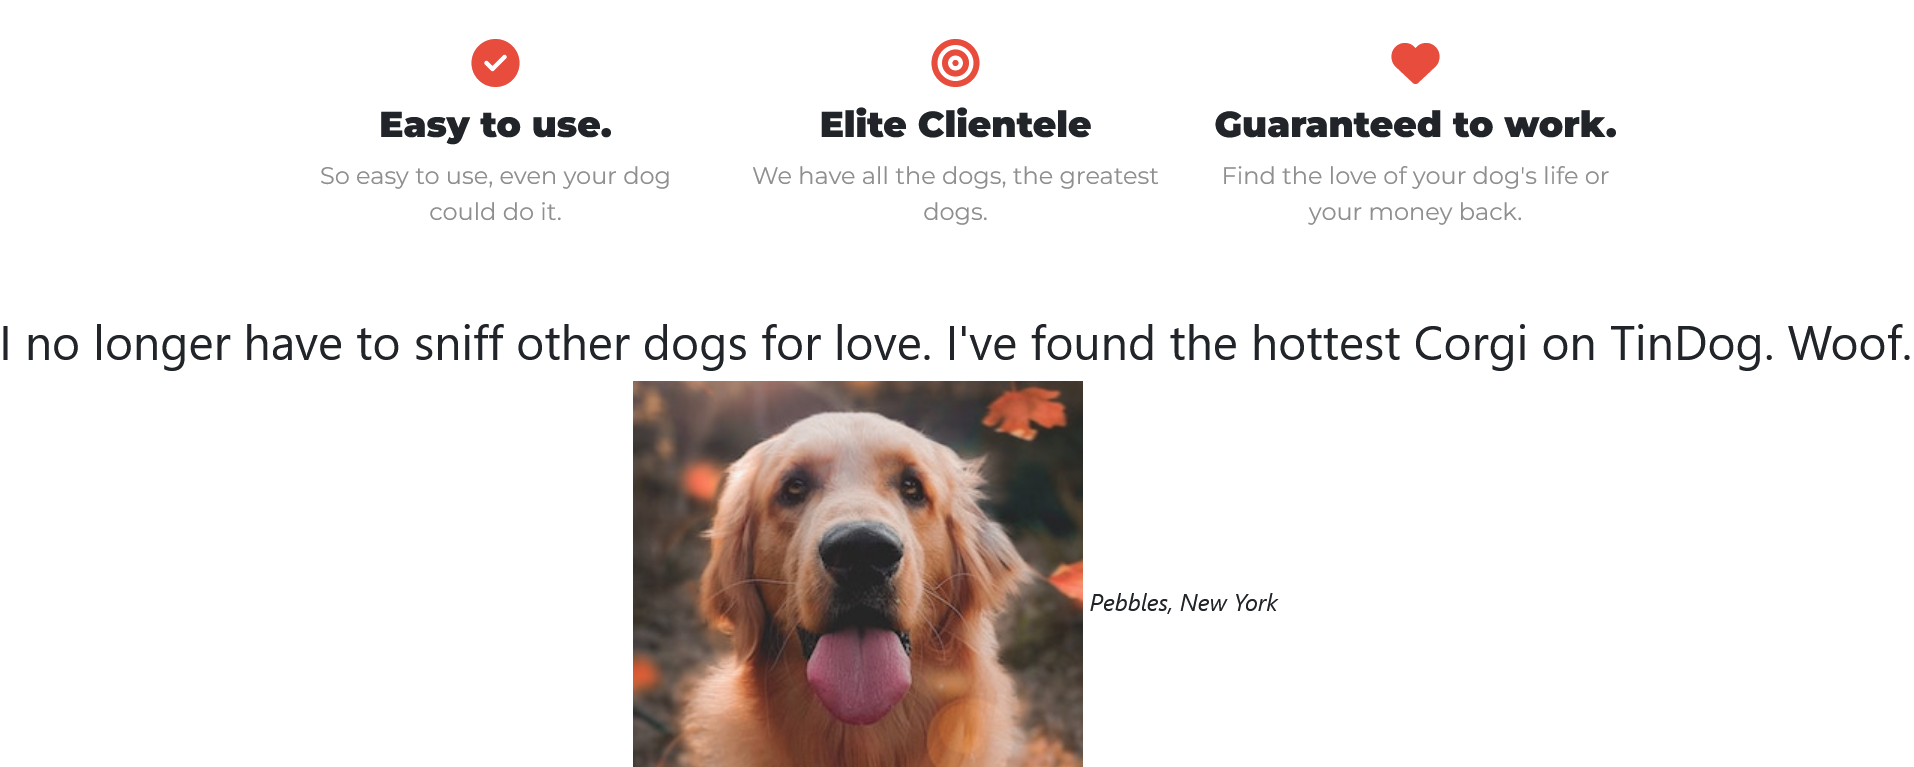 Easy to use.
So easy to use, even your dog
could do it.
Elite Clientele
We have all the dogs, the greatest
dogs.
Guaranteed to work.
Find the love of your dog's life or
your money back.
I no longer have to sniff other dogs for love. I've found the hottest Corgi on TinDog. Woof.
Pebbles, New York